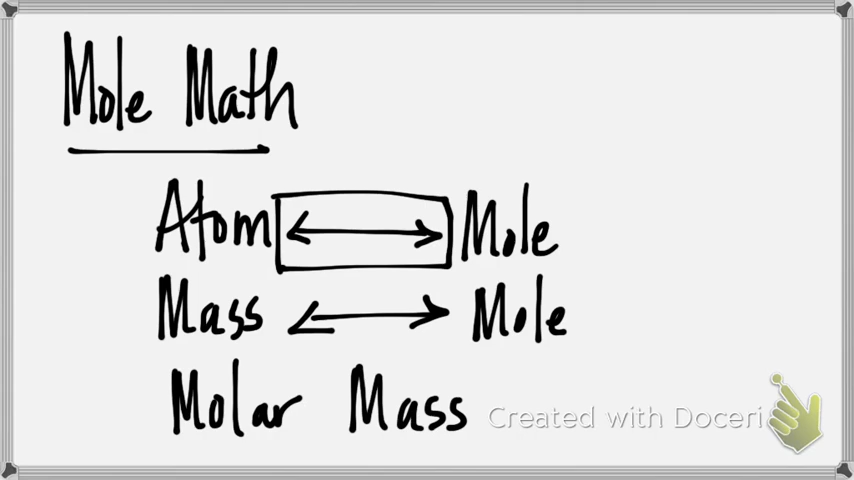 Mole Math
Atom ⟷ Mole
Mass ⟷ Mole
Molar Mass
Created with Doceri